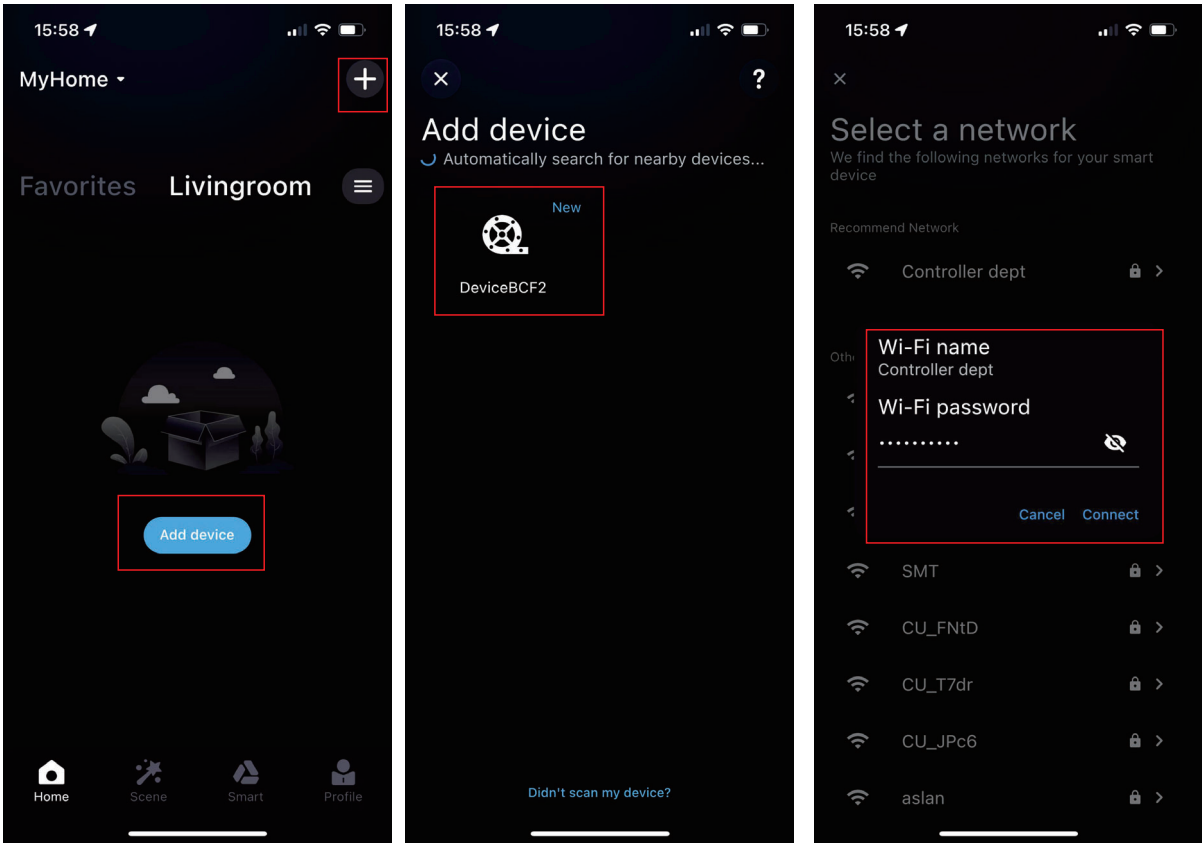 15:58
MyHome
Favorites
Livingroom
Add device
Home
Scene
Smart
Profile
15:58
?
Add device
Automatically search for nearby devices...
New
DeviceBCF2
Didn't scan my device?
15:58
Select a network
We find the following networks for your smart
device
Recommend Network
Controller dept
Wi-Fi name
Controller dept
Wi-Fi password
Cancel
Connect
SMT
CU_FNtD
CU_T7dr
CU_JPc6
aslan